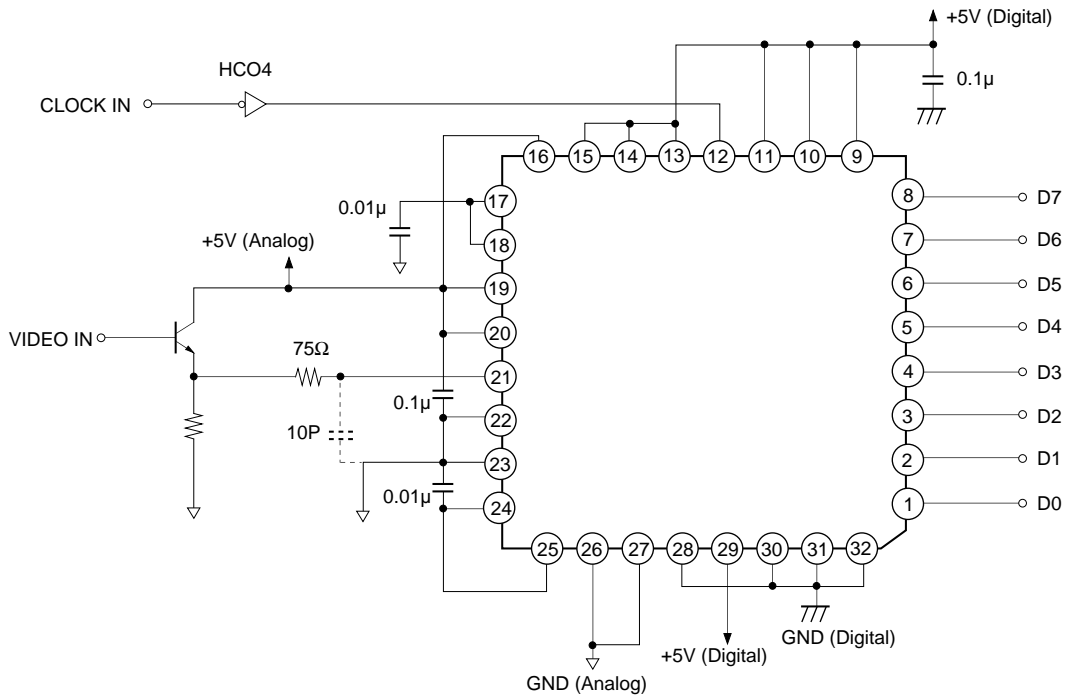 +5V (Digital)
HCO4
0.1µ
CLOCK IN
16 15 14 13 12 11 10 9
17
8
D7
0.01µ
18
7
D6
+5V (Analog)
19
6
D5
20
5
D4
VIDEO IN
75Ω
21
4
D3
0.1µ
22
3
D2
10P
23
2
D1
0.01µ
24
1
D0
25 26 27 28 29 30 31 32
GND (Digital)
+5V (Digital)
GND (Analog)